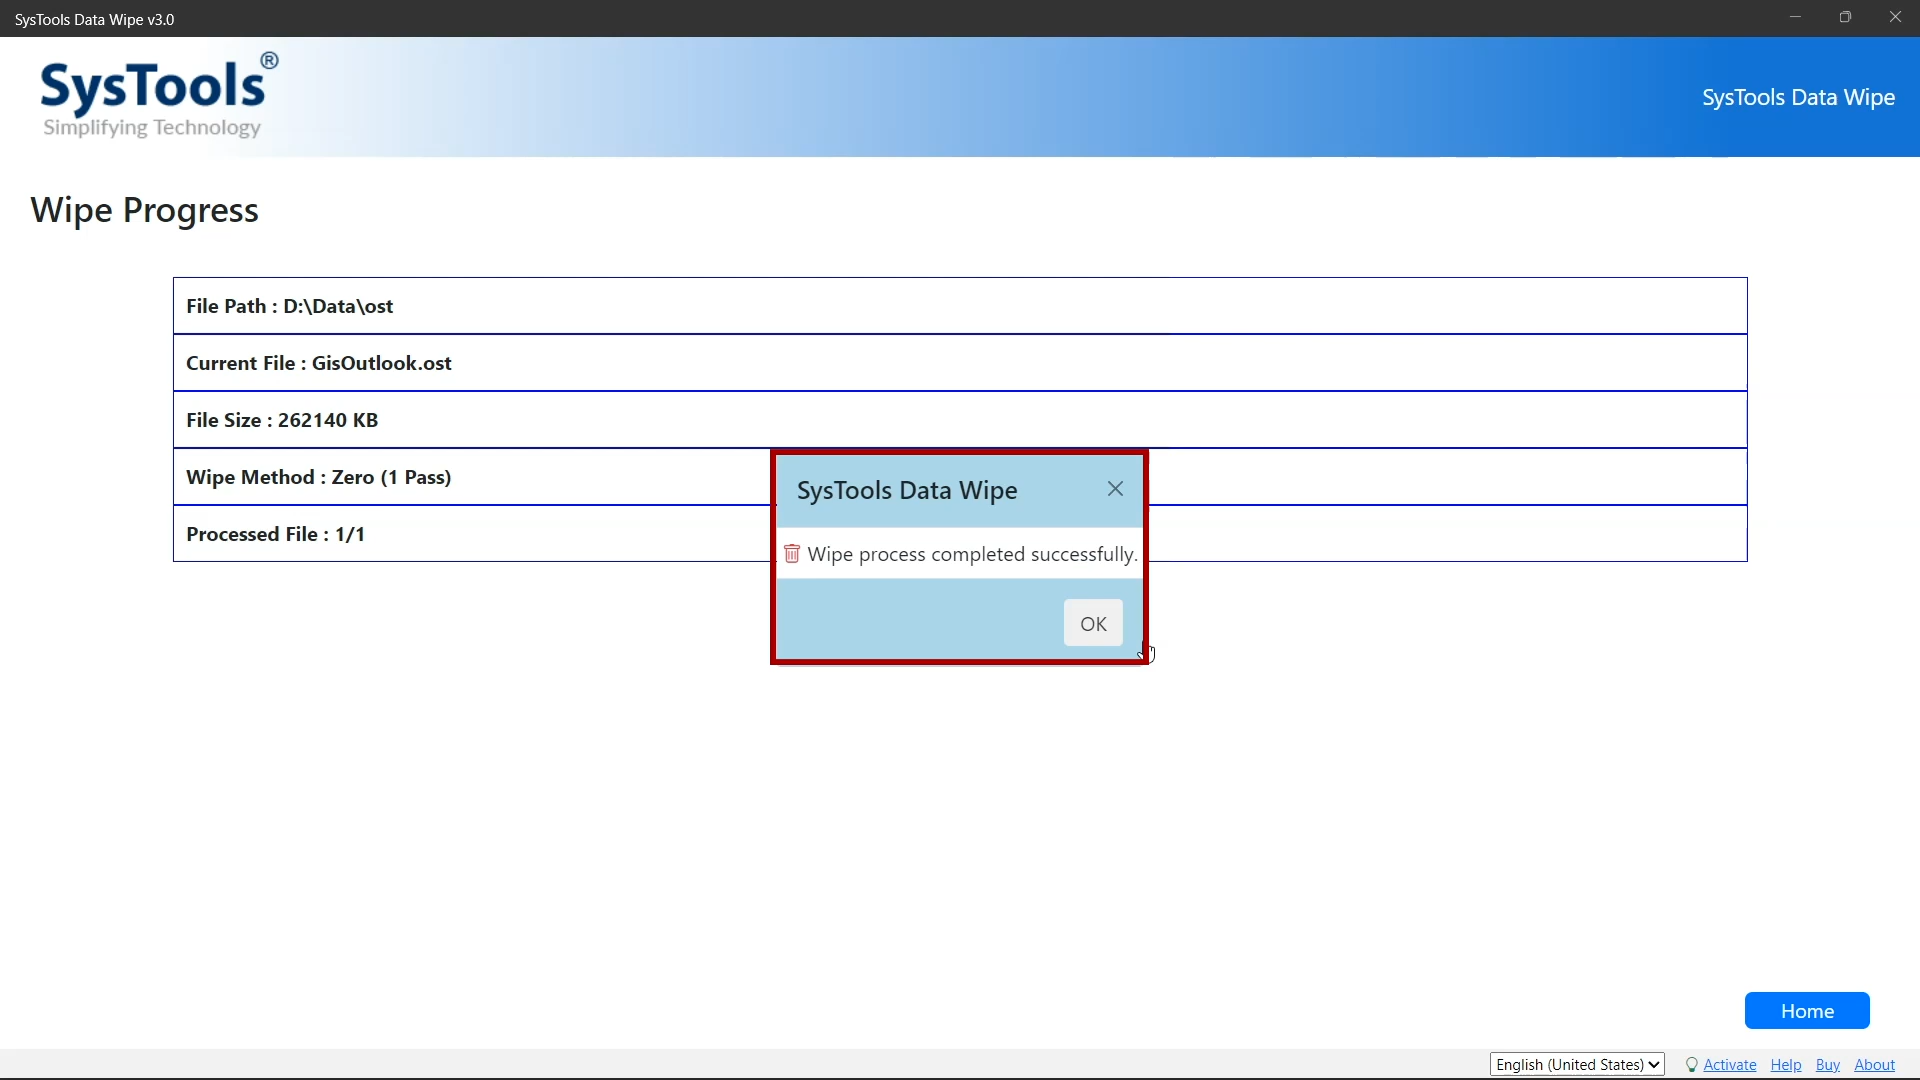 SysTools Data Wipe v3.0
SysTools®
Simplifying Technology
SysTools Data Wipe
Wipe Progress
File Path : D:\Data\ost
Current File : GisOutlook.ost
File Size : 262140 KB
Wipe Method : Zero (1 Pass)
Processed File : 1/1
SysTools Data Wipe
Wipe process completed successfully.
OK
Home
English (United States) Activate Help Buy About